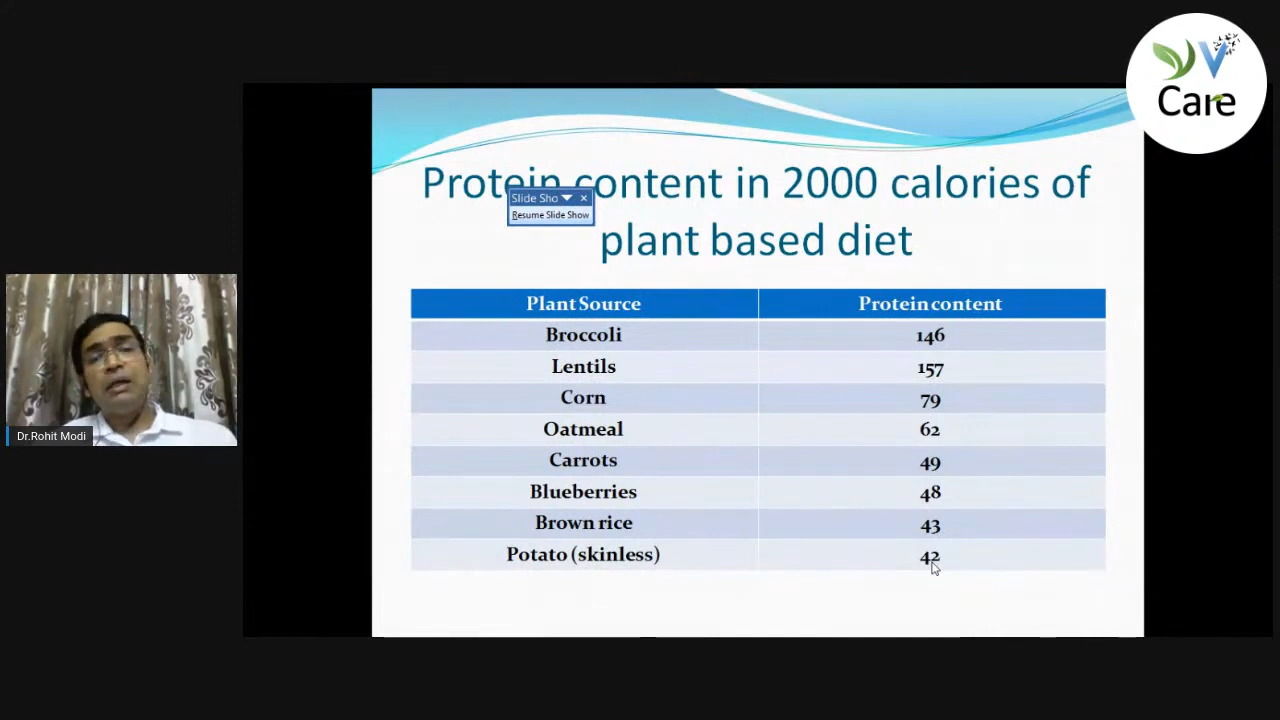 V
Care
Protein content in 2000 calories of
Slide Sho
Resume Slide Show
plant based diet
Plant Source Protein content
Broccoli 146
Lentils 157
Corn 79
Oatmeal 62
Carrots 49
Blueberries 48
Brown rice 43
Potato (skinless) 42
Dr.Rohit Modi